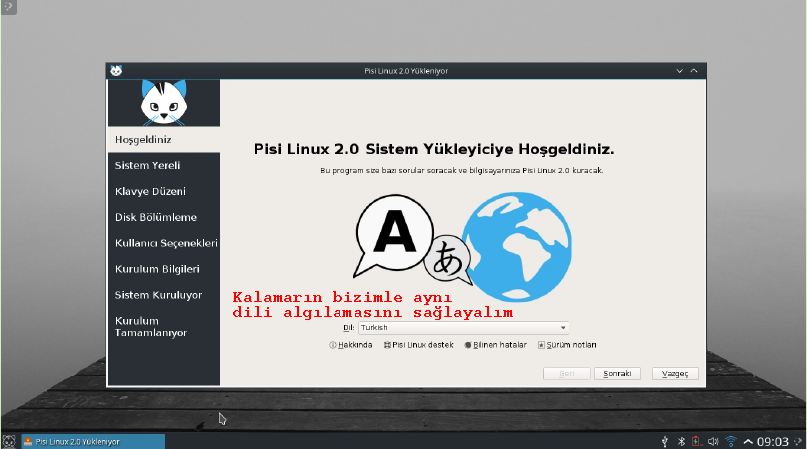 Pisi Linux 2.0 Yükleniyor
Hoşgeldiniz
Sistem Yereli
Klavye Düzeni
Disk Bölümleme
Kullanıcı Seçenekleri
Kurulum Bilgileri
Sistem Kuruluyor
Kurulum
Tamamlanıyor
Pisi Linux 2.0 Sistem Yükleyiciye Hoşgeldiniz.
Bu program size bazı sorular soracak ve bilgisayarınıza Pisi Linux 2.0 kuracak.
A
あ
Kalamarın bizimle aynı
dili algılamasını sağlayalım
Dil: Turkish
Hakkında Pisi Linux destek Bilinen hatalar Sürüm notları
Geri Sonraki Vazgeç
Pisi Linux 2.0 Yükleniyor
09:03